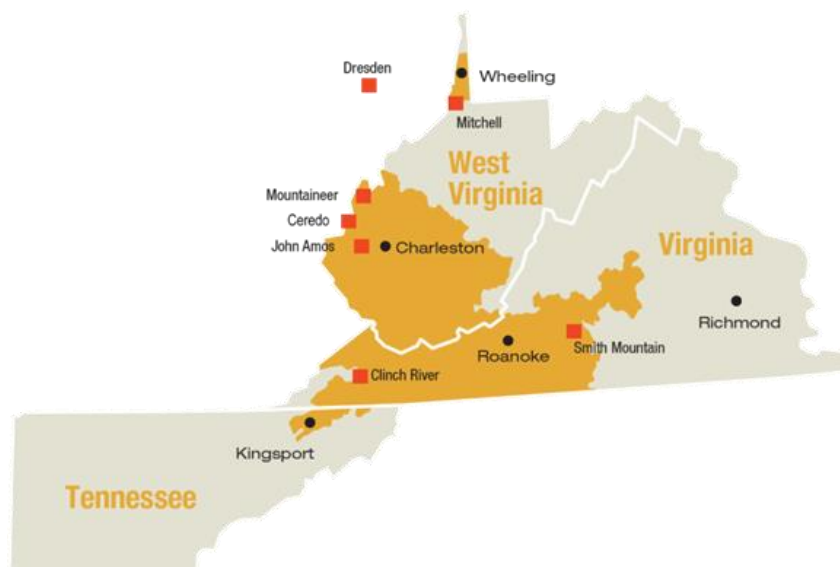 Dresden
Wheeling
Mitchell
West
Virginia
Mountaineer
Ceredo
John Amos
Charleston
Virginia
Richmond
Smith Mountain
Roanoke
Clinch River
Kingsport
Tennessee